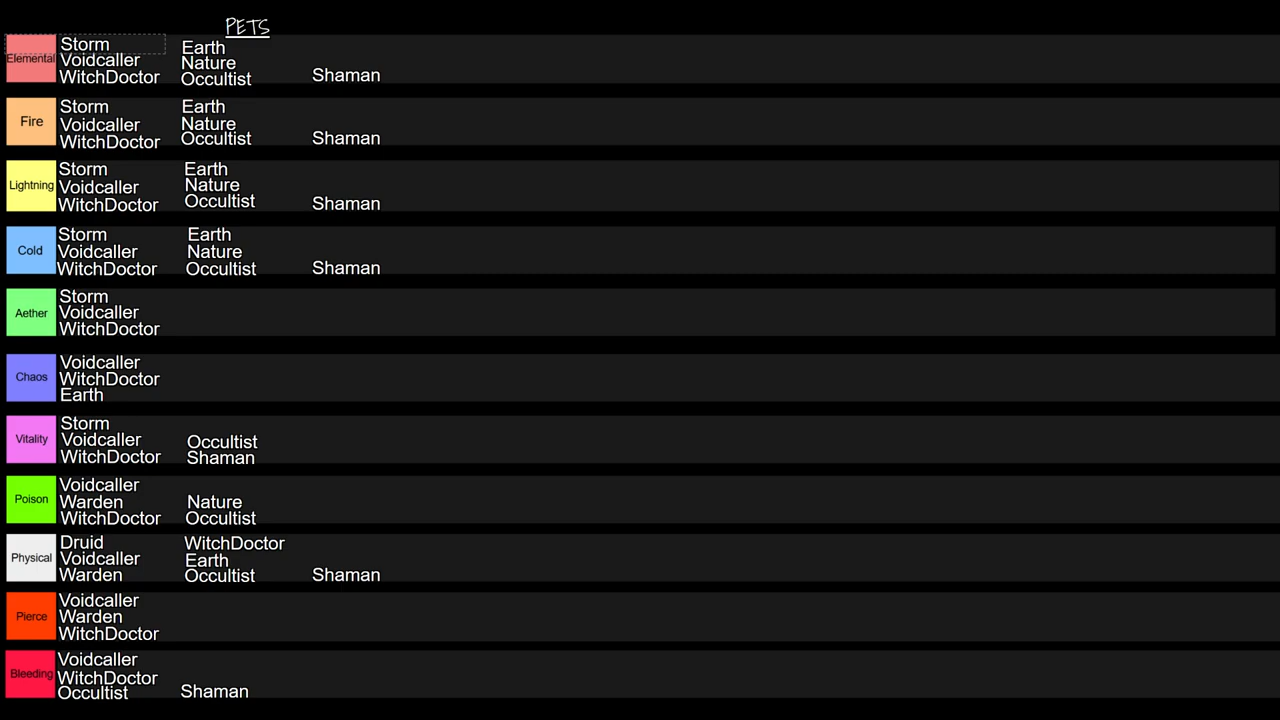 PETS
Elemental
Storm
Voidcaller
WitchDoctor
Earth
Nature
Occultist
Shaman
Fire
Storm
Voidcaller
WitchDoctor
Earth
Nature
Occultist
Shaman
Lightning
Storm
Voidcaller
WitchDoctor
Earth
Nature
Occultist
Shaman
Cold
Storm
Voidcaller
WitchDoctor
Earth
Nature
Occultist
Shaman
Aether
Storm
Voidcaller
WitchDoctor
Chaos
Voidcaller
WitchDoctor
Earth
Vitality
Storm
Voidcaller
WitchDoctor
Occultist
Shaman
Poison
Voidcaller
Warden
WitchDoctor
Nature
Occultist
Physical
Druid
Voidcaller
Warden
WitchDoctor
Earth
Occultist
Shaman
Pierce
Voidcaller
Warden
WitchDoctor
Bleeding
Voidcaller
WitchDoctor
Occultist
Shaman